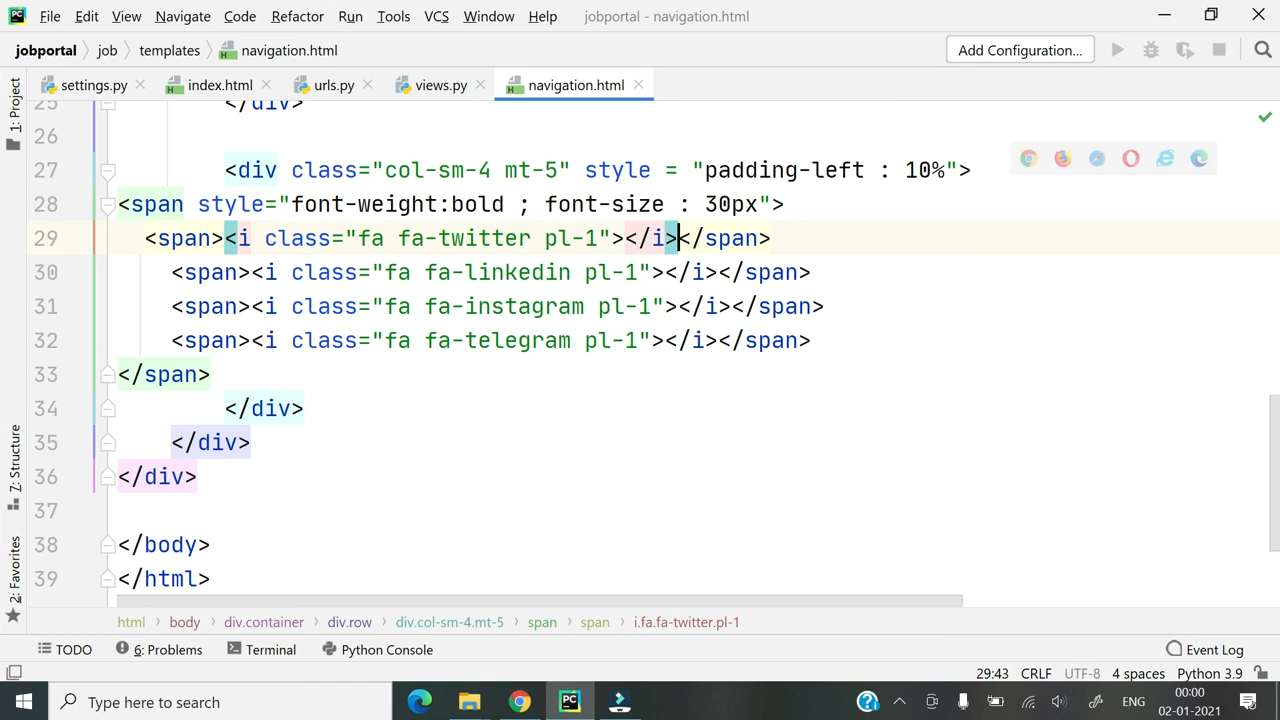 PC File Edit View Navigate Code Refactor Run Tools VCS Window Help jobportal - navigation.html
jobportal job templates navigation.html Add Configuration...
settings.py index.html urls.py views.py navigation.html
1: Project
7: Structure
2: Favorites
25 </div>
26
27 <div class="col-sm-4 mt-5" style = "padding-left : 10%">
28 <span style="font-weight:bold ; font-size : 30px">
29 <span><i class="fa fa-twitter pl-1"></i></span>
30 <span><i class="fa fa-linkedin pl-1"></i></span>
31 <span><i class="fa fa-instagram pl-1"></i></span>
32 <span><i class="fa fa-telegram pl-1"></i></span>
33 </span>
34 </div>
35 </div>
36 </div>
37
38 </body>
39 </html>
html › body › div.container › div.row › div.col-sm-4.mt-5 › span › span › i.fa.fa-twitter.pl-1
TODO 6: Problems Terminal Python Console Event Log
29:43 CRLF UTF-8 4 spaces Python 3.9
Type here to search PC ENG 00:00
02-01-2021